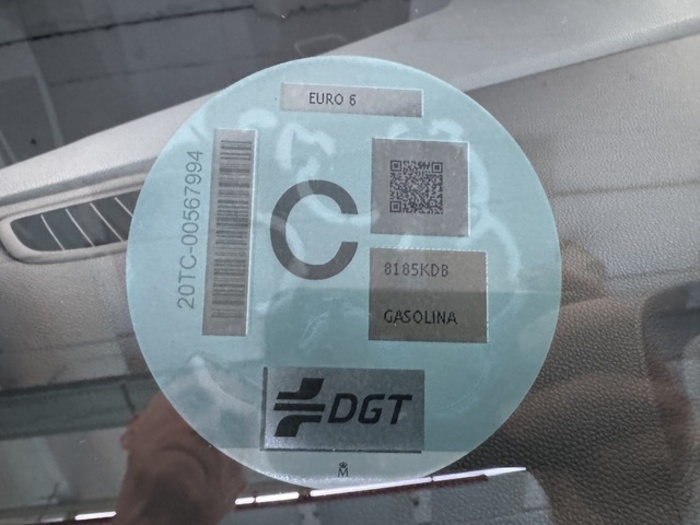 EURO 6
20TC-00567994
C
8185KDB
GASOLINA
DGT
M